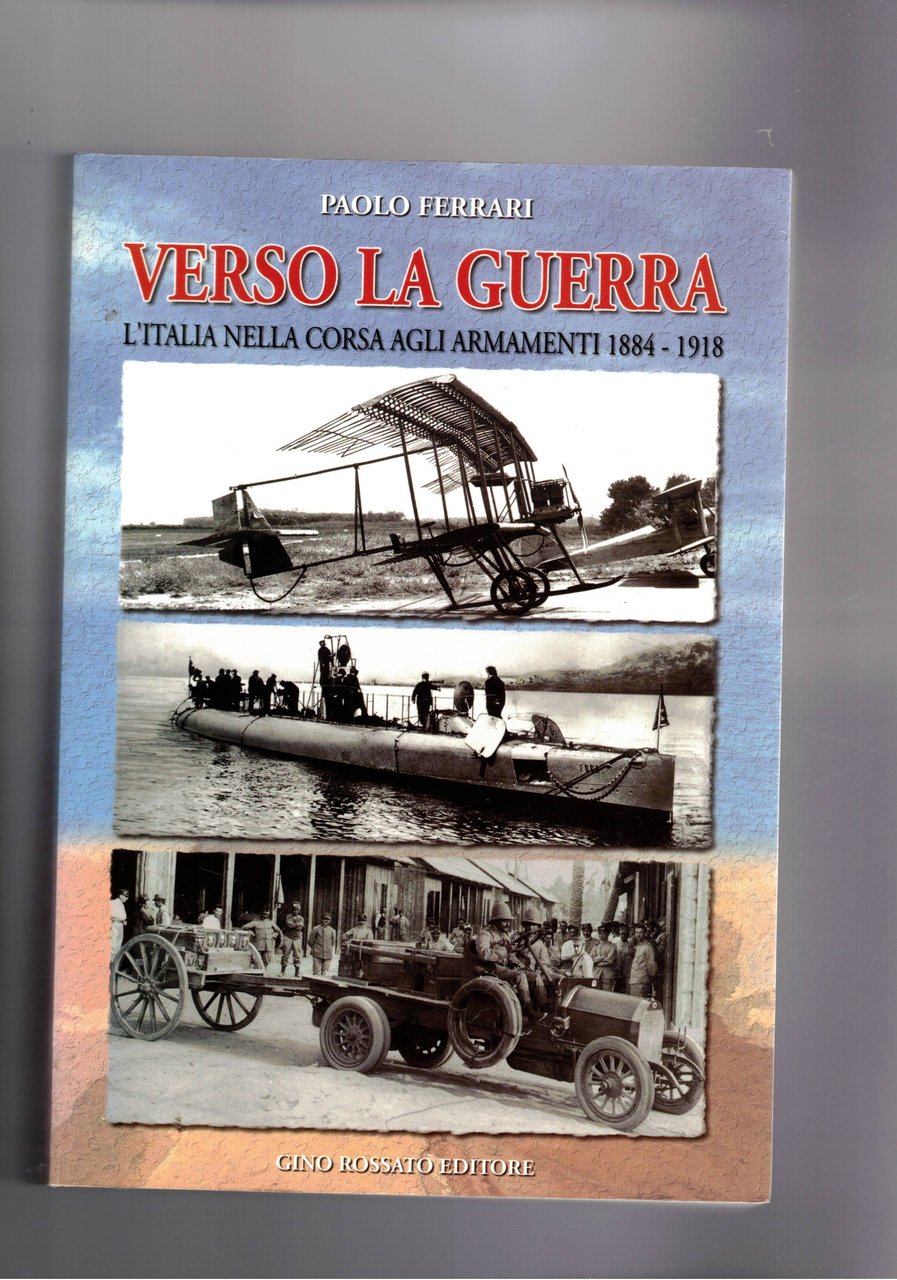 PAOLO FERRARI
VERSO LA GUERRA
L'ITALIA NELLA CORSA AGLI ARMAMENTI 1884 - 1918
GINO ROSSATO EDITORE